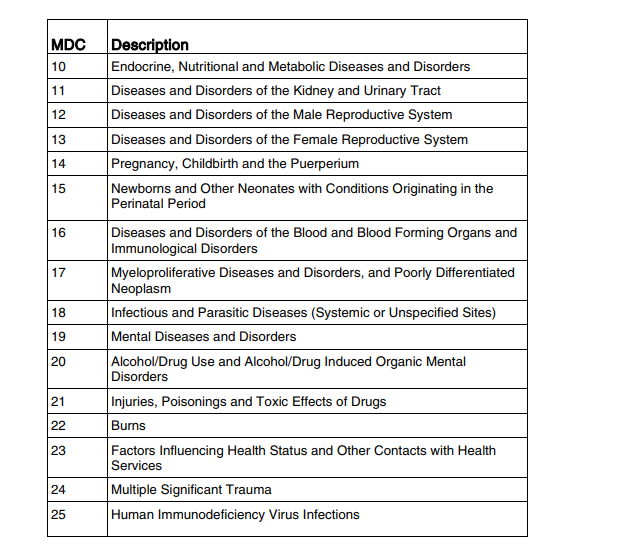 MDC Description
10 Endocrine, Nutritional and Metabolic Diseases and Disorders
11 Diseases and Disorders of the Kidney and Urinary Tract
12 Diseases and Disorders of the Male Reproductive System
13 Diseases and Disorders of the Female Reproductive System
14 Pregnancy, Childbirth and the Puerperium
15 Newborns and Other Neonates with Conditions Originating in the
Perinatal Period
16 Diseases and Disorders of the Blood and Blood Forming Organs and
Immunological Disorders
17 Myeloproliferative Diseases and Disorders, and Poorly Differentiated
Neoplasm
18 Infectious and Parasitic Diseases (Systemic or Unspecified Sites)
19 Mental Diseases and Disorders
20 Alcohol/Drug Use and Alcohol/Drug Induced Organic Mental
Disorders
21 Injuries, Poisonings and Toxic Effects of Drugs
22 Burns
23 Factors Influencing Health Status and Other Contacts with Health
Services
24 Multiple Significant Trauma
25 Human Immunodeficiency Virus Infections